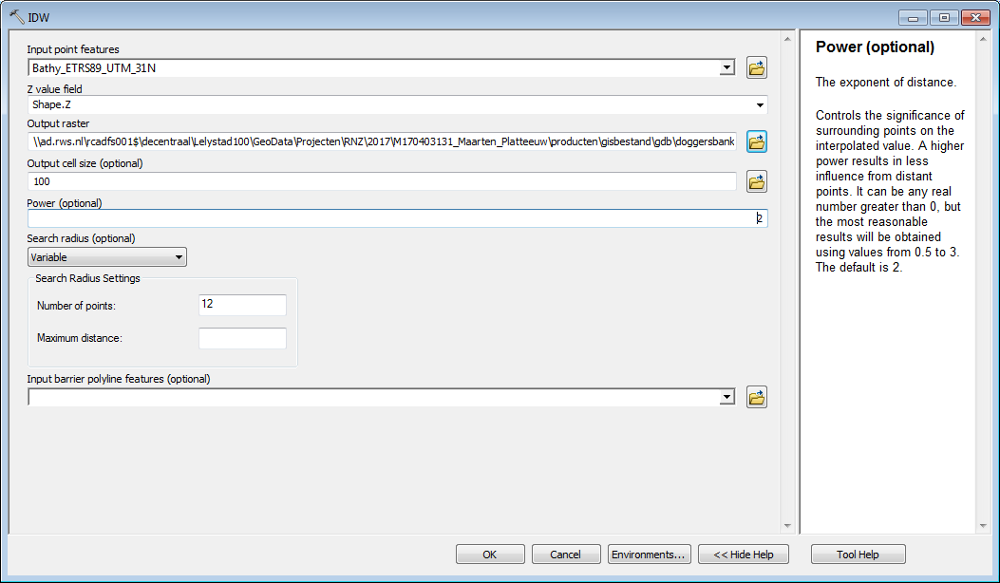 IDW
Input point features
Bathy_ETRS89_UTM_31N
Z value field
Shape.Z
Output raster
\\ad.rws.nl\rcadfs001$\decentraal\Lelystad100\GeoData\Projecten\RNZ\2017\M170403131_Maarten_Platteeuw\producten\gisbestand\gdb\doggersbank
Output cell size (optional)
100
Power (optional)
2
Search radius (optional)
Variable
Search Radius Settings
Number of points:
12
Maximum distance:
Input barrier polyline features (optional)
OK
Cancel
Environments...
<< Hide Help
Tool Help
Power (optional)
The exponent of distance.
Controls the significance of
surrounding points on the
interpolated value. A higher
power results in less
influence from distant
points. It can be any real
number greater than 0, but
the most reasonable
results will be obtained
using values from 0.5 to 3.
The default is 2.